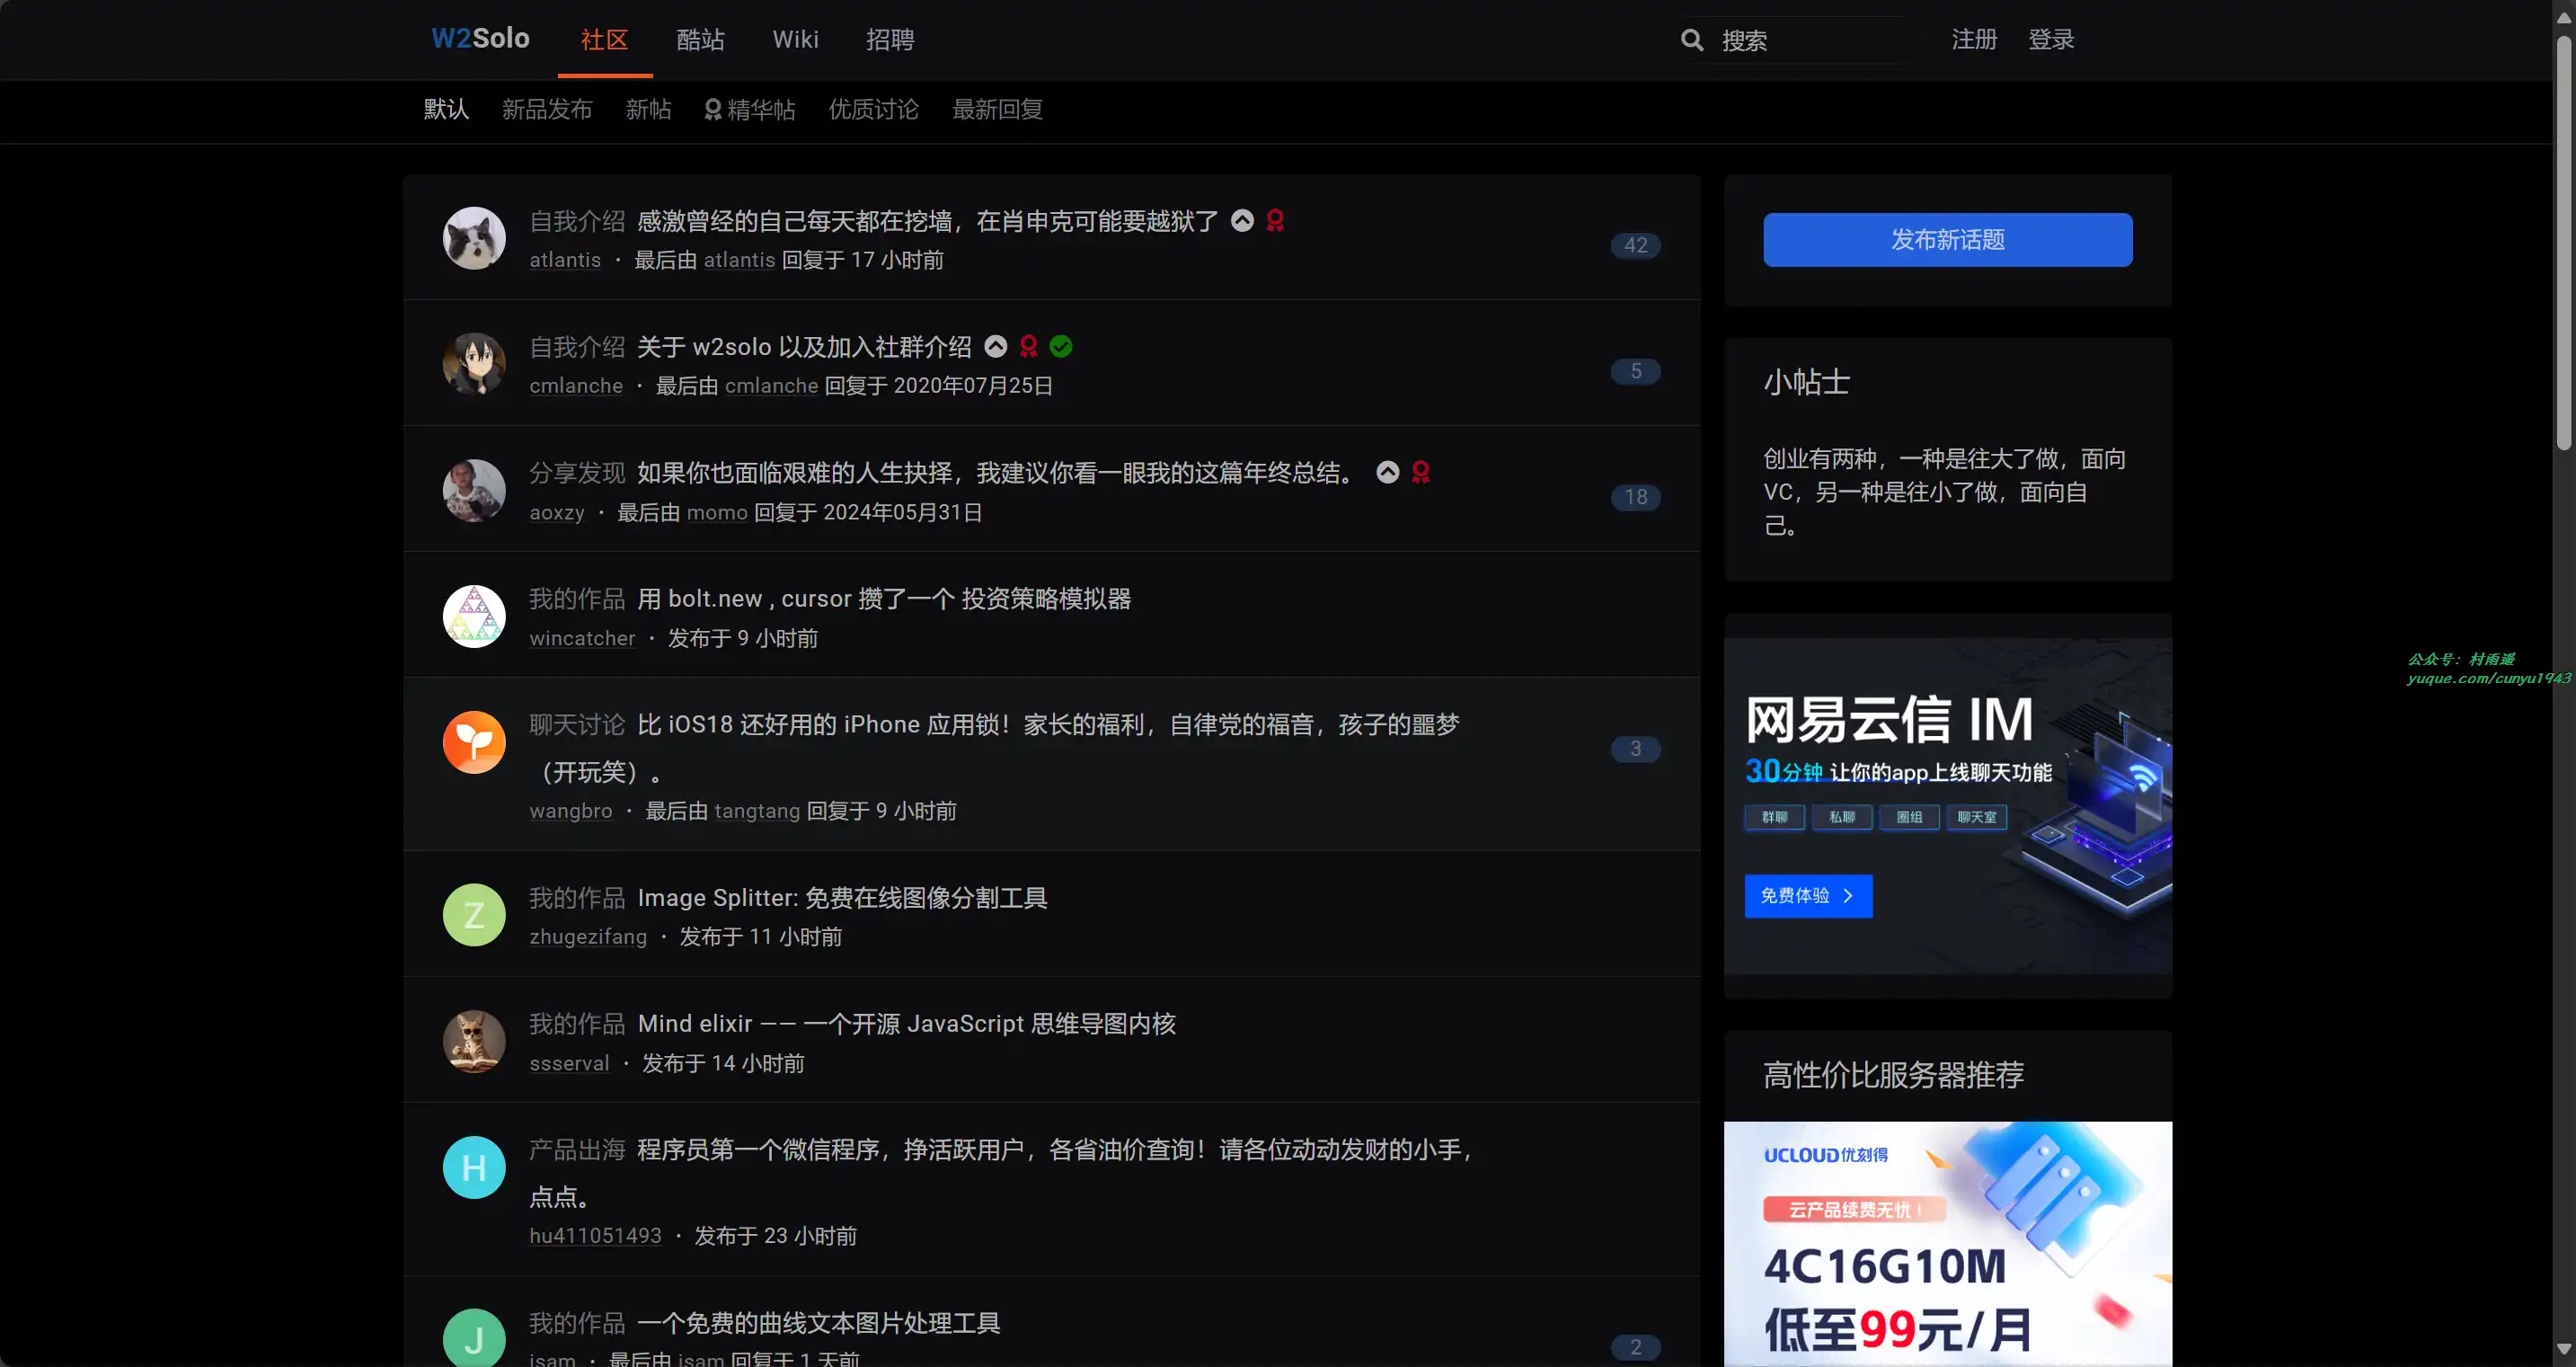 W2Solo 社区 酷站 Wiki 招聘 搜索 注册 登录
默认 新品发布 新帖 精华帖 优质讨论 最新回复
自我介绍 感激曾经的自己每天都在挖墙，在肖申克可能要越狱了
42
atlantis · 最后由 atlantis 回复于 17 小时前
自我介绍 关于 w2solo 以及加入社群介绍
5
cmlanche · 最后由 cmlanche 回复于 2020年07月25日
分享发现 如果你也面临艰难的人生抉择，我建议你看一眼我的这篇年终总结。
18
aoxzy · 最后由 momo 回复于 2024年05月31日
我的作品 用 bolt.new , cursor 攒了一个 投资策略模拟器
wincatcher · 发布于 9 小时前
聊天讨论 比 iOS18 还好用的 iPhone 应用锁！家长的福利，自律党的福音，孩子的噩梦
（开玩笑）。
3
wangbro · 最后由 tangtang 回复于 9 小时前
我的作品 Image Splitter: 免费在线图像分割工具
zhugezifang · 发布于 11 小时前
Z
我的作品 Mind elixir —— 一个开源 JavaScript 思维导图内核
ssserval · 发布于 14 小时前
H
产品出海 程序员第一个微信程序，挣活跃用户，各省油价查询！请各位动动发财的小手，
点点。
hu411051493 · 发布于 23 小时前
J
我的作品 一个免费的曲线文本图片处理工具
2
isam · 最后由 isam 回复于 1 天前
发布新话题
小帖士
创业有两种，一种是往大了做，面向
VC，另一种是往小了做，面向自
己。
网易云信 IM
30分钟 让你的app上线聊天功能
群聊 私聊 圈组 聊天室
免费体验
高性价比服务器推荐
UCLOUD优刻得
云产品续费无忧！
4C16G10M
低至99元/月
公众号：村雨遥
yuque.com/cunyu1943